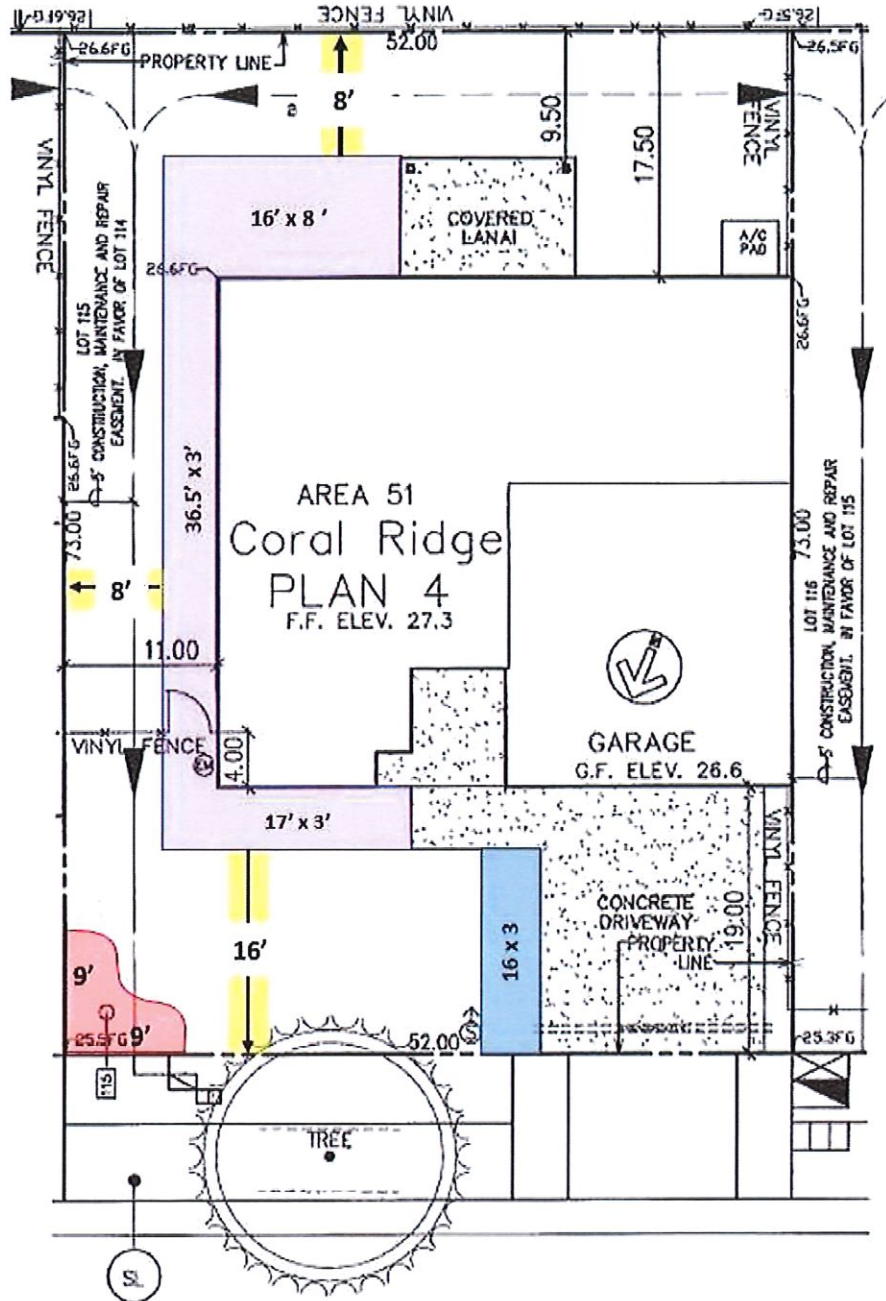 VINYL FENCE
26.6FG
26.5FG
26.6FG
PROPERTY LINE
52.00
26.5FG
8'
9.50
17.50
VINYL FENCE
VINYL
FENCE
16' x 8 '
COVERED
LANAI
A/C
PAD
26.6FG
LOT 115
5' CONSTRUCTION, MAINTENANCE AND REPAIR
EASEMENT. IN FAVOR OF LOT 114
26.6FG
26.6FG
36.5' x 3'
AREA 51
Coral Ridge
PLAN 4
F.F. ELEV. 27.3
73.00
8'
73.00
LOT 116
5' CONSTRUCTION, MAINTENANCE AND REPAIR
EASEMENT. IN FAVOR OF LOT 115
11.00
VINYL FENCE
4.00
GARAGE
G.F. ELEV. 26.6
17' x 3'
VINYL FENCE
16 x 3
CONCRETE
DRIVEWAY
PROPERTY
LINE
19.00
16'
9'
9'
25.5FG
52.00
25.3FG
115
TREE
SL